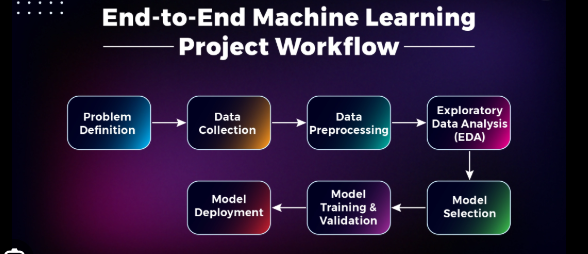 End-to-End Machine Learning
Project Workflow
Problem
Definition
Data
Collection
Data
Preprocessing
Exploratory
Data Analysis
(EDA)
Model
Deployment
Model
Training &
Validation
Model
Selection